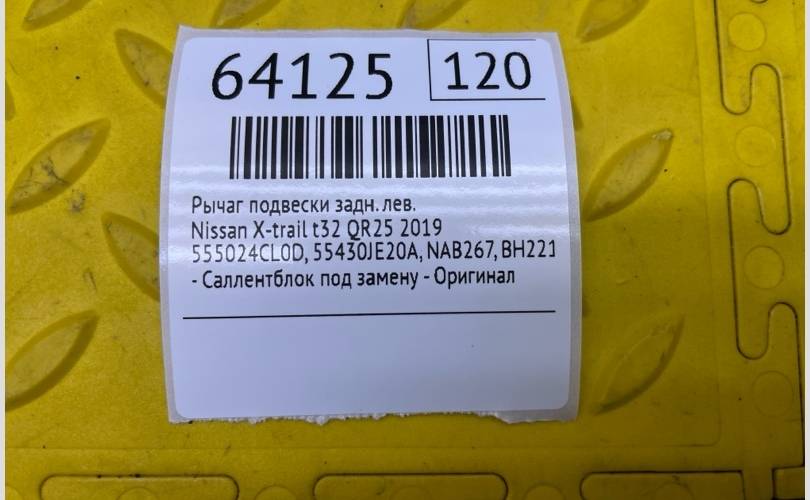 64125 120
Рычаг подвески задн. лев.
Nissan X-trail t32 QR25 2019
555024CL0D, 55430JE20A, NAB267, BH221
- Саллентблок под замену - Оригинал